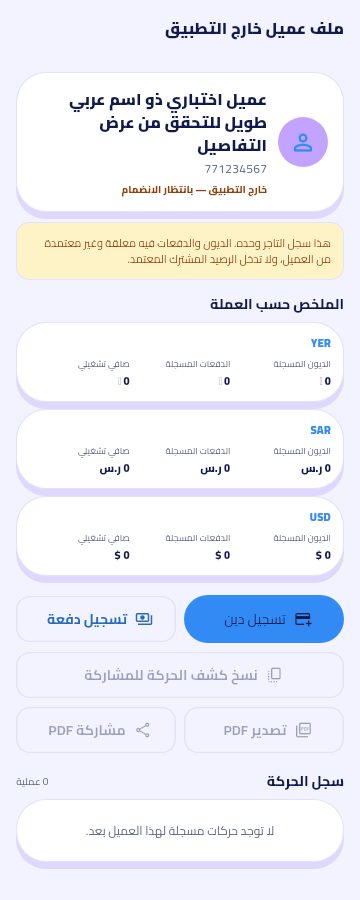 ملف عميل خارج التطبيق
عميل اختباري ذو اسم عربي
طويل للتحقق من عرض
التفاصيل
771234567
خارج التطبيق — بانتظار الانضمام
هذا سجل التاجر وحده. الديون والدفعات فيه معلقة وغير معتمدة
من العميل، ولا تدخل الرصيد المشترك المعتمد.
الملخص حسب العملة
YER
الديون المسجلة الدفعات المسجلة صافي تشغيلي
0 0 0
SAR
الديون المسجلة الدفعات المسجلة صافي تشغيلي
0 ر.س 0 ر.س 0 ر.س
USD
الديون المسجلة الدفعات المسجلة صافي تشغيلي
0 $ 0 $ 0 $
تسجيل دين تسجيل دفعة
نسخ كشف الحركة للمشاركة
تصدير PDF مشاركة PDF
سجل الحركة 0 عملية
لا توجد حركات مسجلة لهذا العميل بعد.